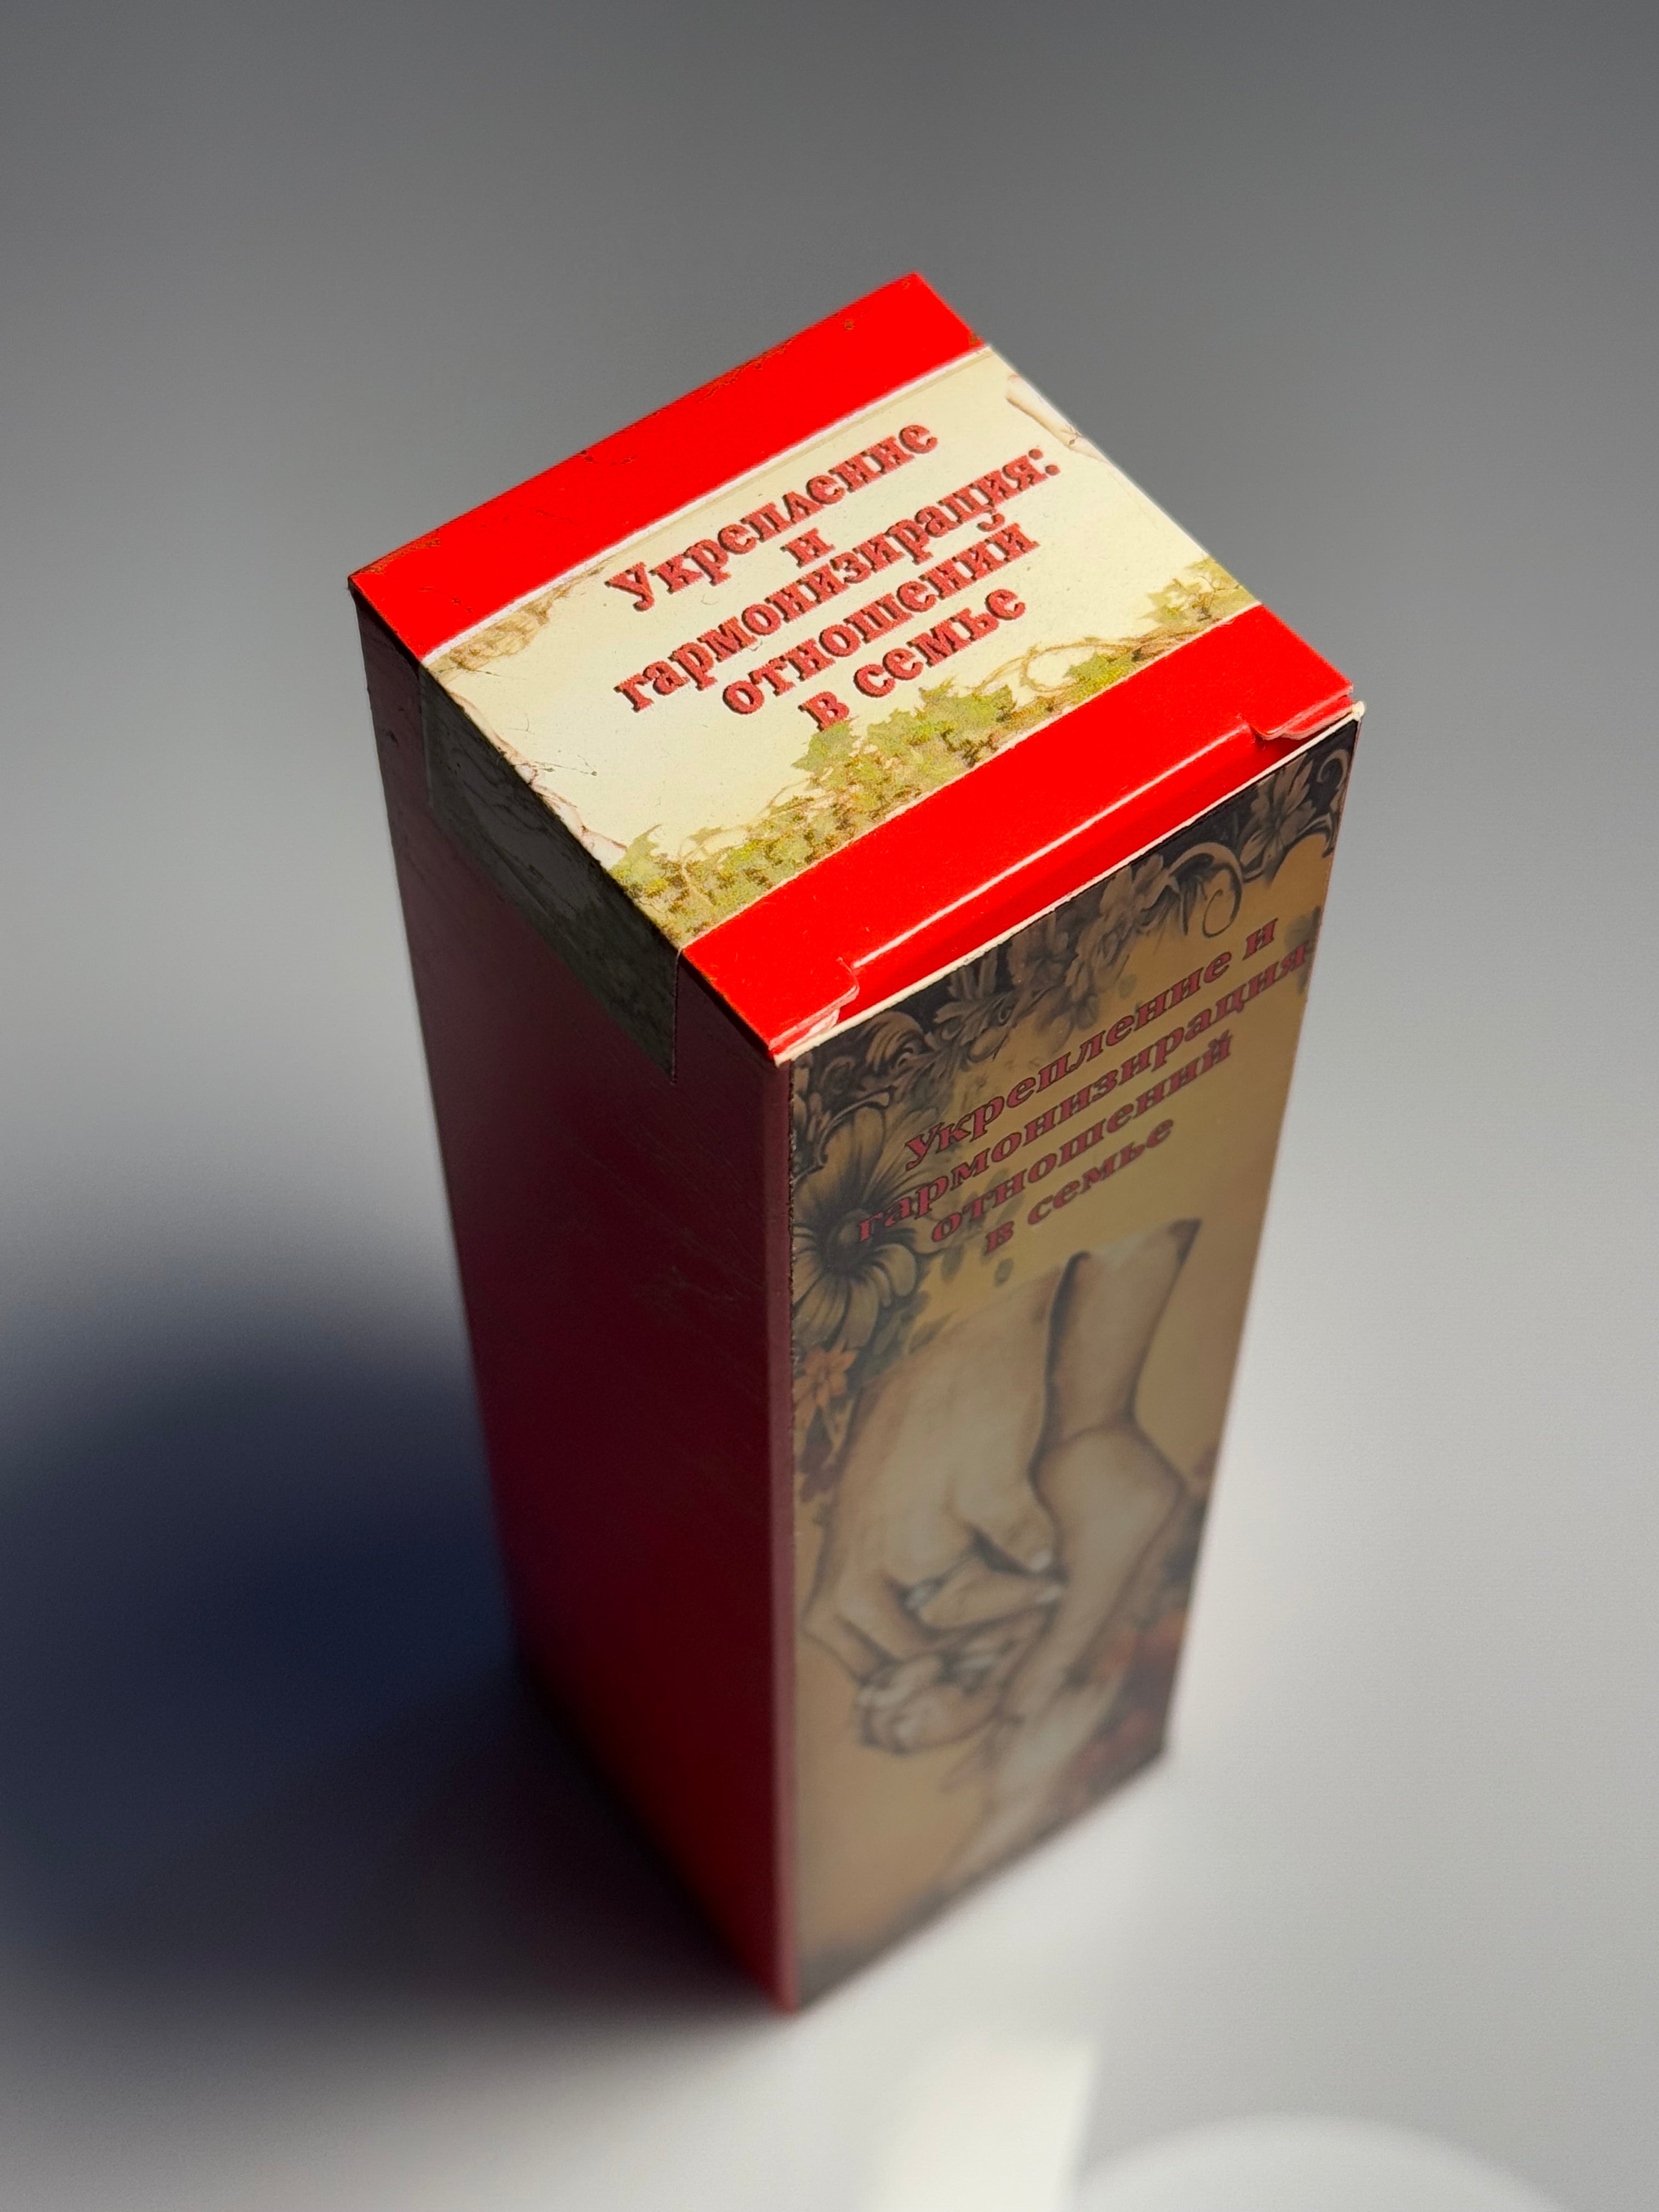 Укрепление
и
гармонизирация:
отношений
в семье
Укрепление и
гармонизирация
отношений
в семье